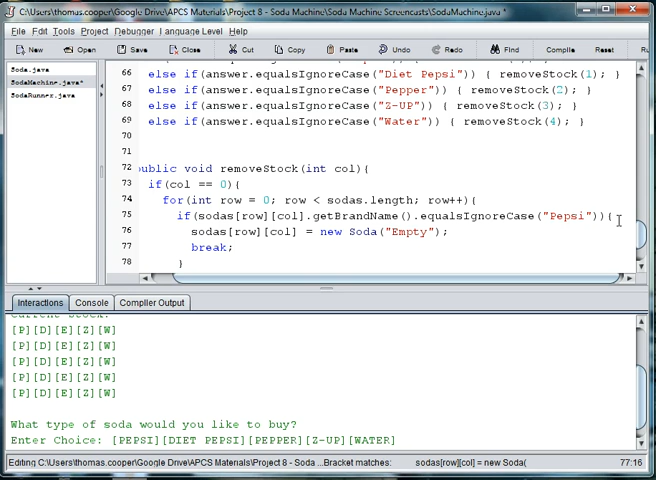 C:\Users\thomas.cooper\Google Drive\APCS Materials\Project 8 - Soda Machine\Soda Machine Screencasts\SodaMachine.java *
File Edit Tools Project Debugger Language Level Help
New Open Save Close Cut Copy Paste Undo Redo Find Compile Reset Ru
Soda.java
SodaMachine.java*
SodaRunner.java
66 else if(answer.equalsIgnoreCase("Diet Pepsi")) { removeStock(1); }
67 else if(answer.equalsIgnoreCase("Pepper")) { removeStock(2); }
68 else if(answer.equalsIgnoreCase("Z-UP")) { removeStock(3); }
69 else if(answer.equalsIgnoreCase("Water")) { removeStock(4); }
70
71
72 public void removeStock(int col){
73 if(col == 0){
74 for(int row = 0; row < sodas.length; row++){
75 if(sodas[row][col].getBrandName().equalsIgnoreCase("Pepsi")){
76 sodas[row][col] = new Soda("Empty");
77 break;
78 }
Interactions Console Compiler Output
Current Stock:
[P][D][E][Z][W]
[P][D][E][Z][W]
[P][D][E][Z][W]
[P][D][E][Z][W]
[P][D][E][Z][W]
What type of soda would you like to buy?
Enter Choice: [PEPSI][DIET PEPSI][PEPPER][Z-UP][WATER]
Editing C:\Users\thomas.cooper\Google Drive\APCS Materials\Project 8 - Soda ...Bracket matches: sodas[row][col] = new Soda( 77:16